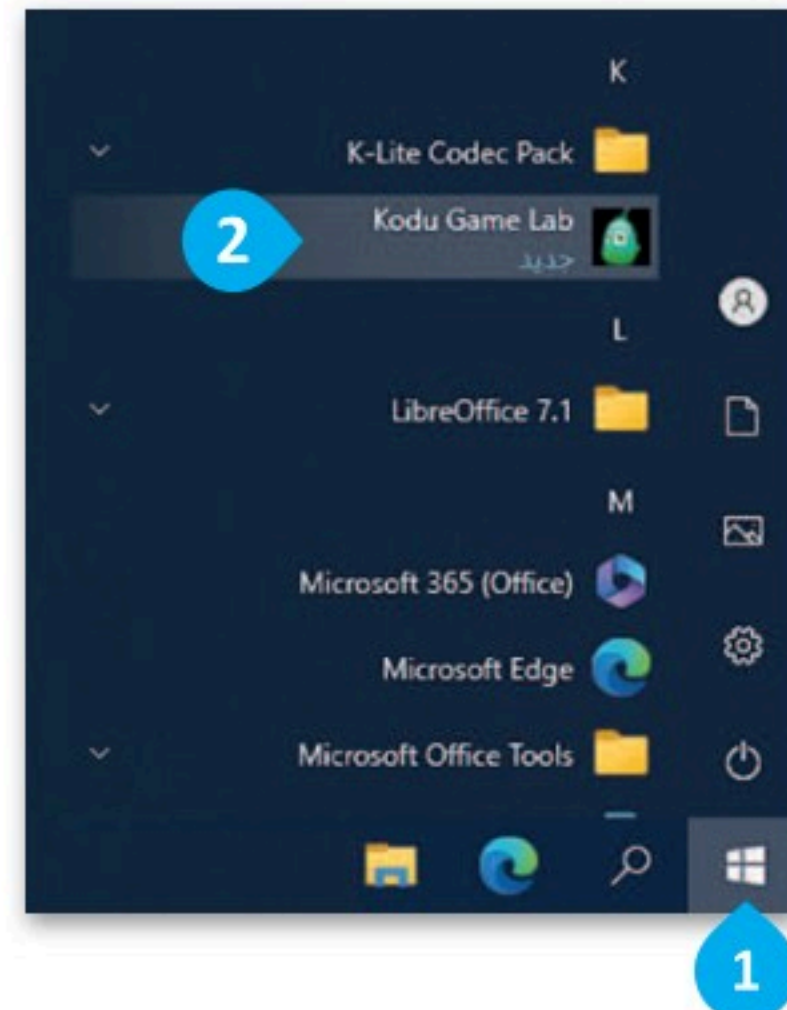 K
K-Lite Codec Pack
2
Kodu Game Lab
جديد
L
LibreOffice 7.1
M
Microsoft 365 (Office)
Microsoft Edge
Microsoft Office Tools
1